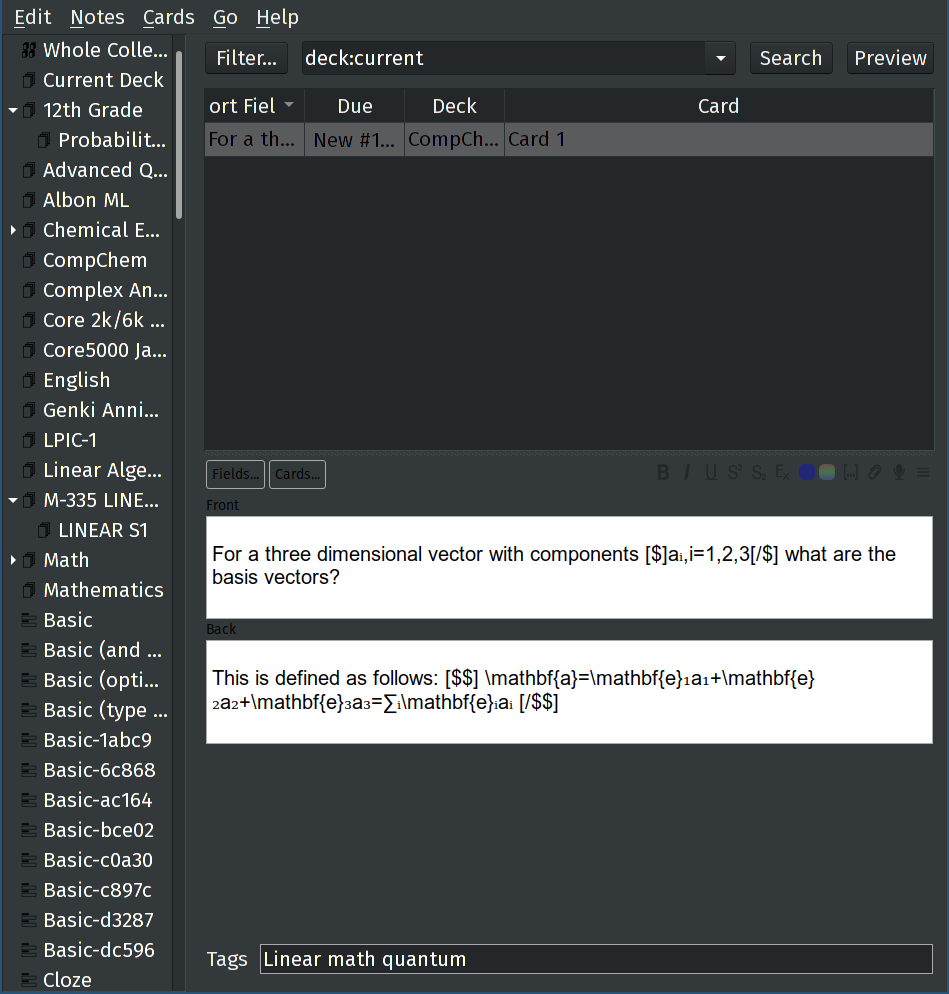 Edit Notes Cards Go Help
Whole Colle...
Current Deck
12th Grade
Probabilit...
Advanced Q...
Albon ML
Chemical E...
CompChem
Complex An...
Core 2k/6k ...
Core5000 Ja...
English
Genki Anni...
LPIC-1
Linear Alge...
M-335 LINE...
LINEAR S1
Math
Mathematics
Basic
Basic (and ...
Basic (opti...
Basic (type ...
Basic-1abc9
Basic-6c868
Basic-ac164
Basic-bce02
Basic-c0a30
Basic-c897c
Basic-d3287
Basic-dc596
Cloze
Filter... deck:current Search Preview
ort Fiel Due Deck Card
For a th... New #1... CompCh... Card 1
Fields... Cards... B I U S² S₂ Eₓ [...]
Front
For a three dimensional vector with components [$]aᵢ,i=1,2,3[/$] what are the
basis vectors?
Back
This is defined as follows: [$$] \mathbf{a}=\mathbf{e}₁a₁+\mathbf{e}
₂a₂+\mathbf{e}₃a₃=∑ᵢ\mathbf{e}ᵢaᵢ [/$$]
Tags Linear math quantum